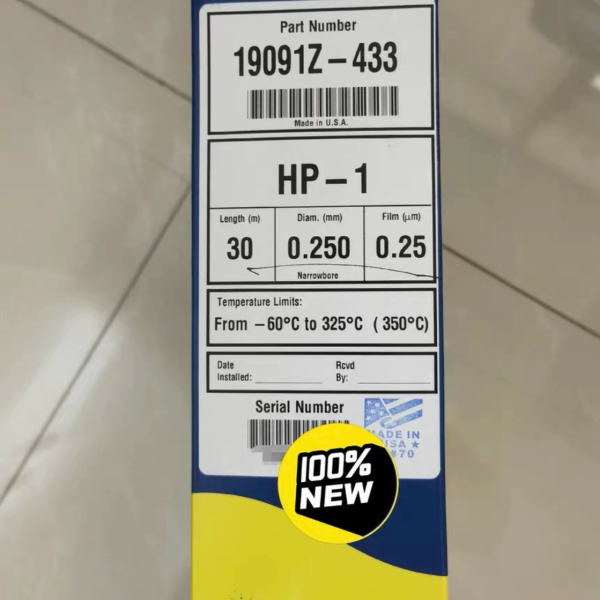 Part Number
19091Z-433
Made in U.S.A.
HP-1
Length (m) Diam. (mm) Film (μm)
30 0.250 0.25
Narrowbore
Temperature Limits:
From -60°C to 325°C (350°C)
Date Installed: Rcvd By:
Serial Number
MADE IN
USA ★
#70
100%
NEW